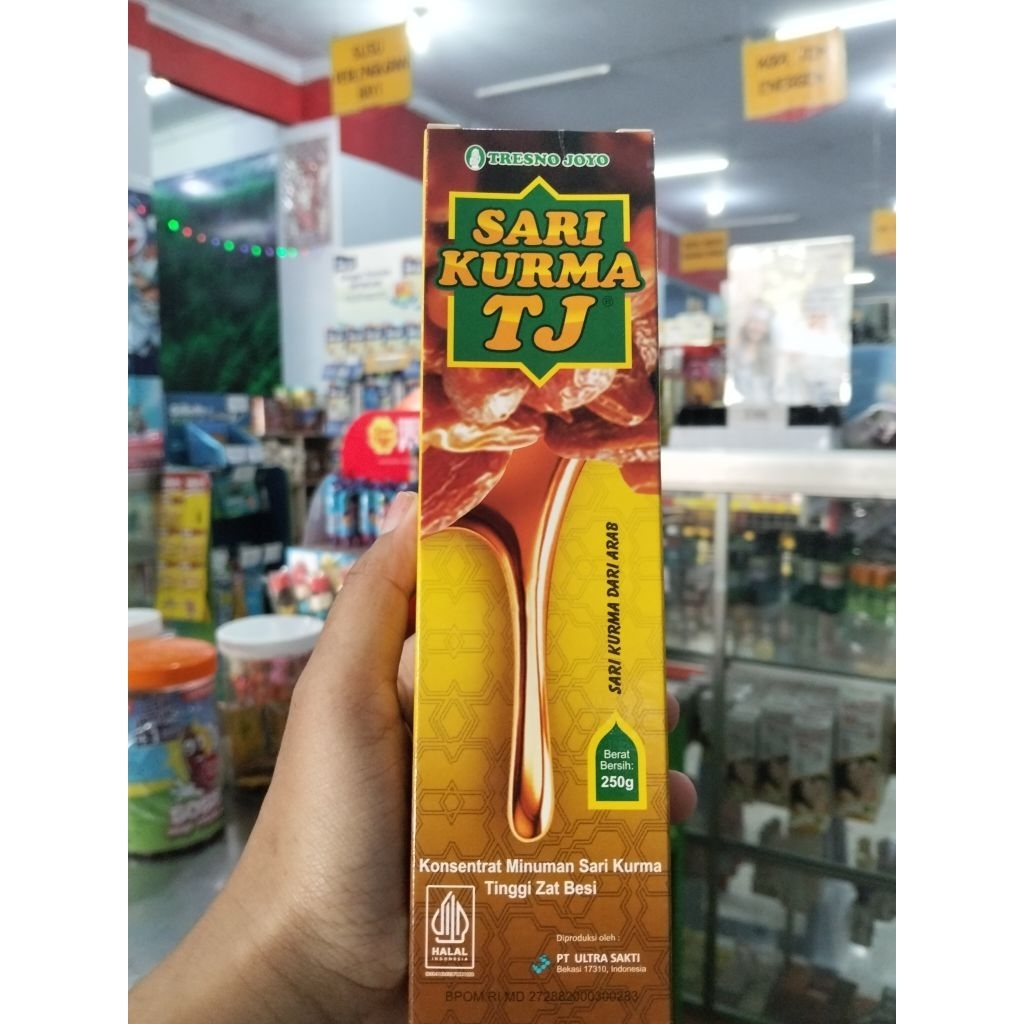 TRESNO JOYO
SARI
KURMA
TJ®
SARI KURMA DARI ARAB
Berat
Bersih:
250g
Konsentrat Minuman Sari Kurma
Tinggi Zat Besi
HALAL
INDONESIA
Diproduksi oleh :
PT ULTRA SAKTI
Bekasi 17310, Indonesia
BPOM RI MD 272882000300283